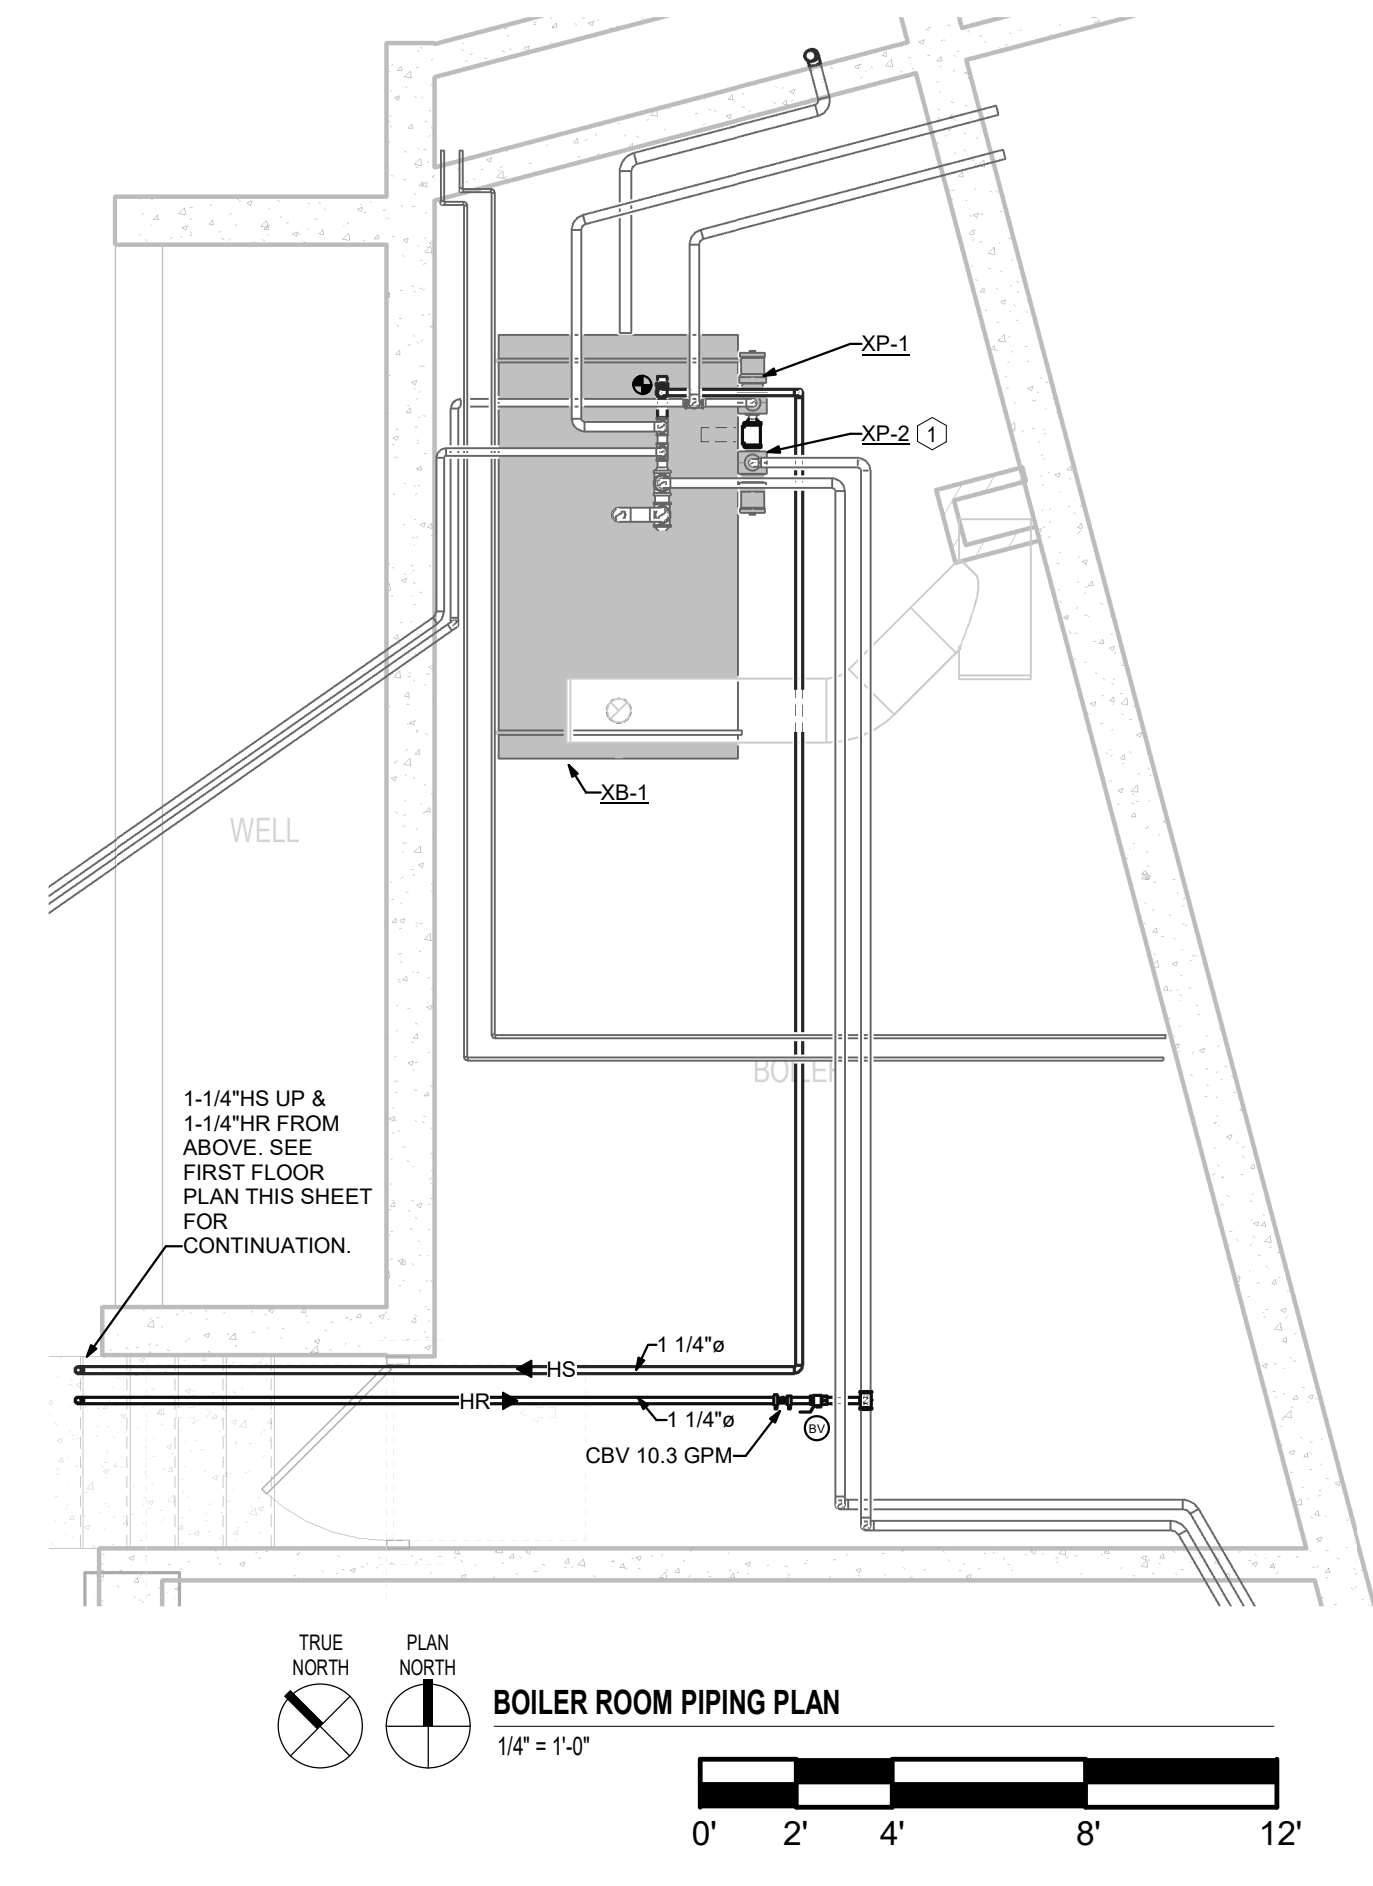 XP-1
XP-2 1
XB-1
WELL
BOILER
1-1/4"HS UP &
1-1/4"HR FROM
ABOVE. SEE
FIRST FLOOR
PLAN THIS SHEET
FOR
CONTINUATION.
1 1/4"ø
HS
HR
1 1/4"ø
BV
CBV 10.3 GPM
TRUE
NORTH
PLAN
NORTH
BOILER ROOM PIPING PLAN
1/4" = 1'-0"
0' 2' 4' 8' 12'